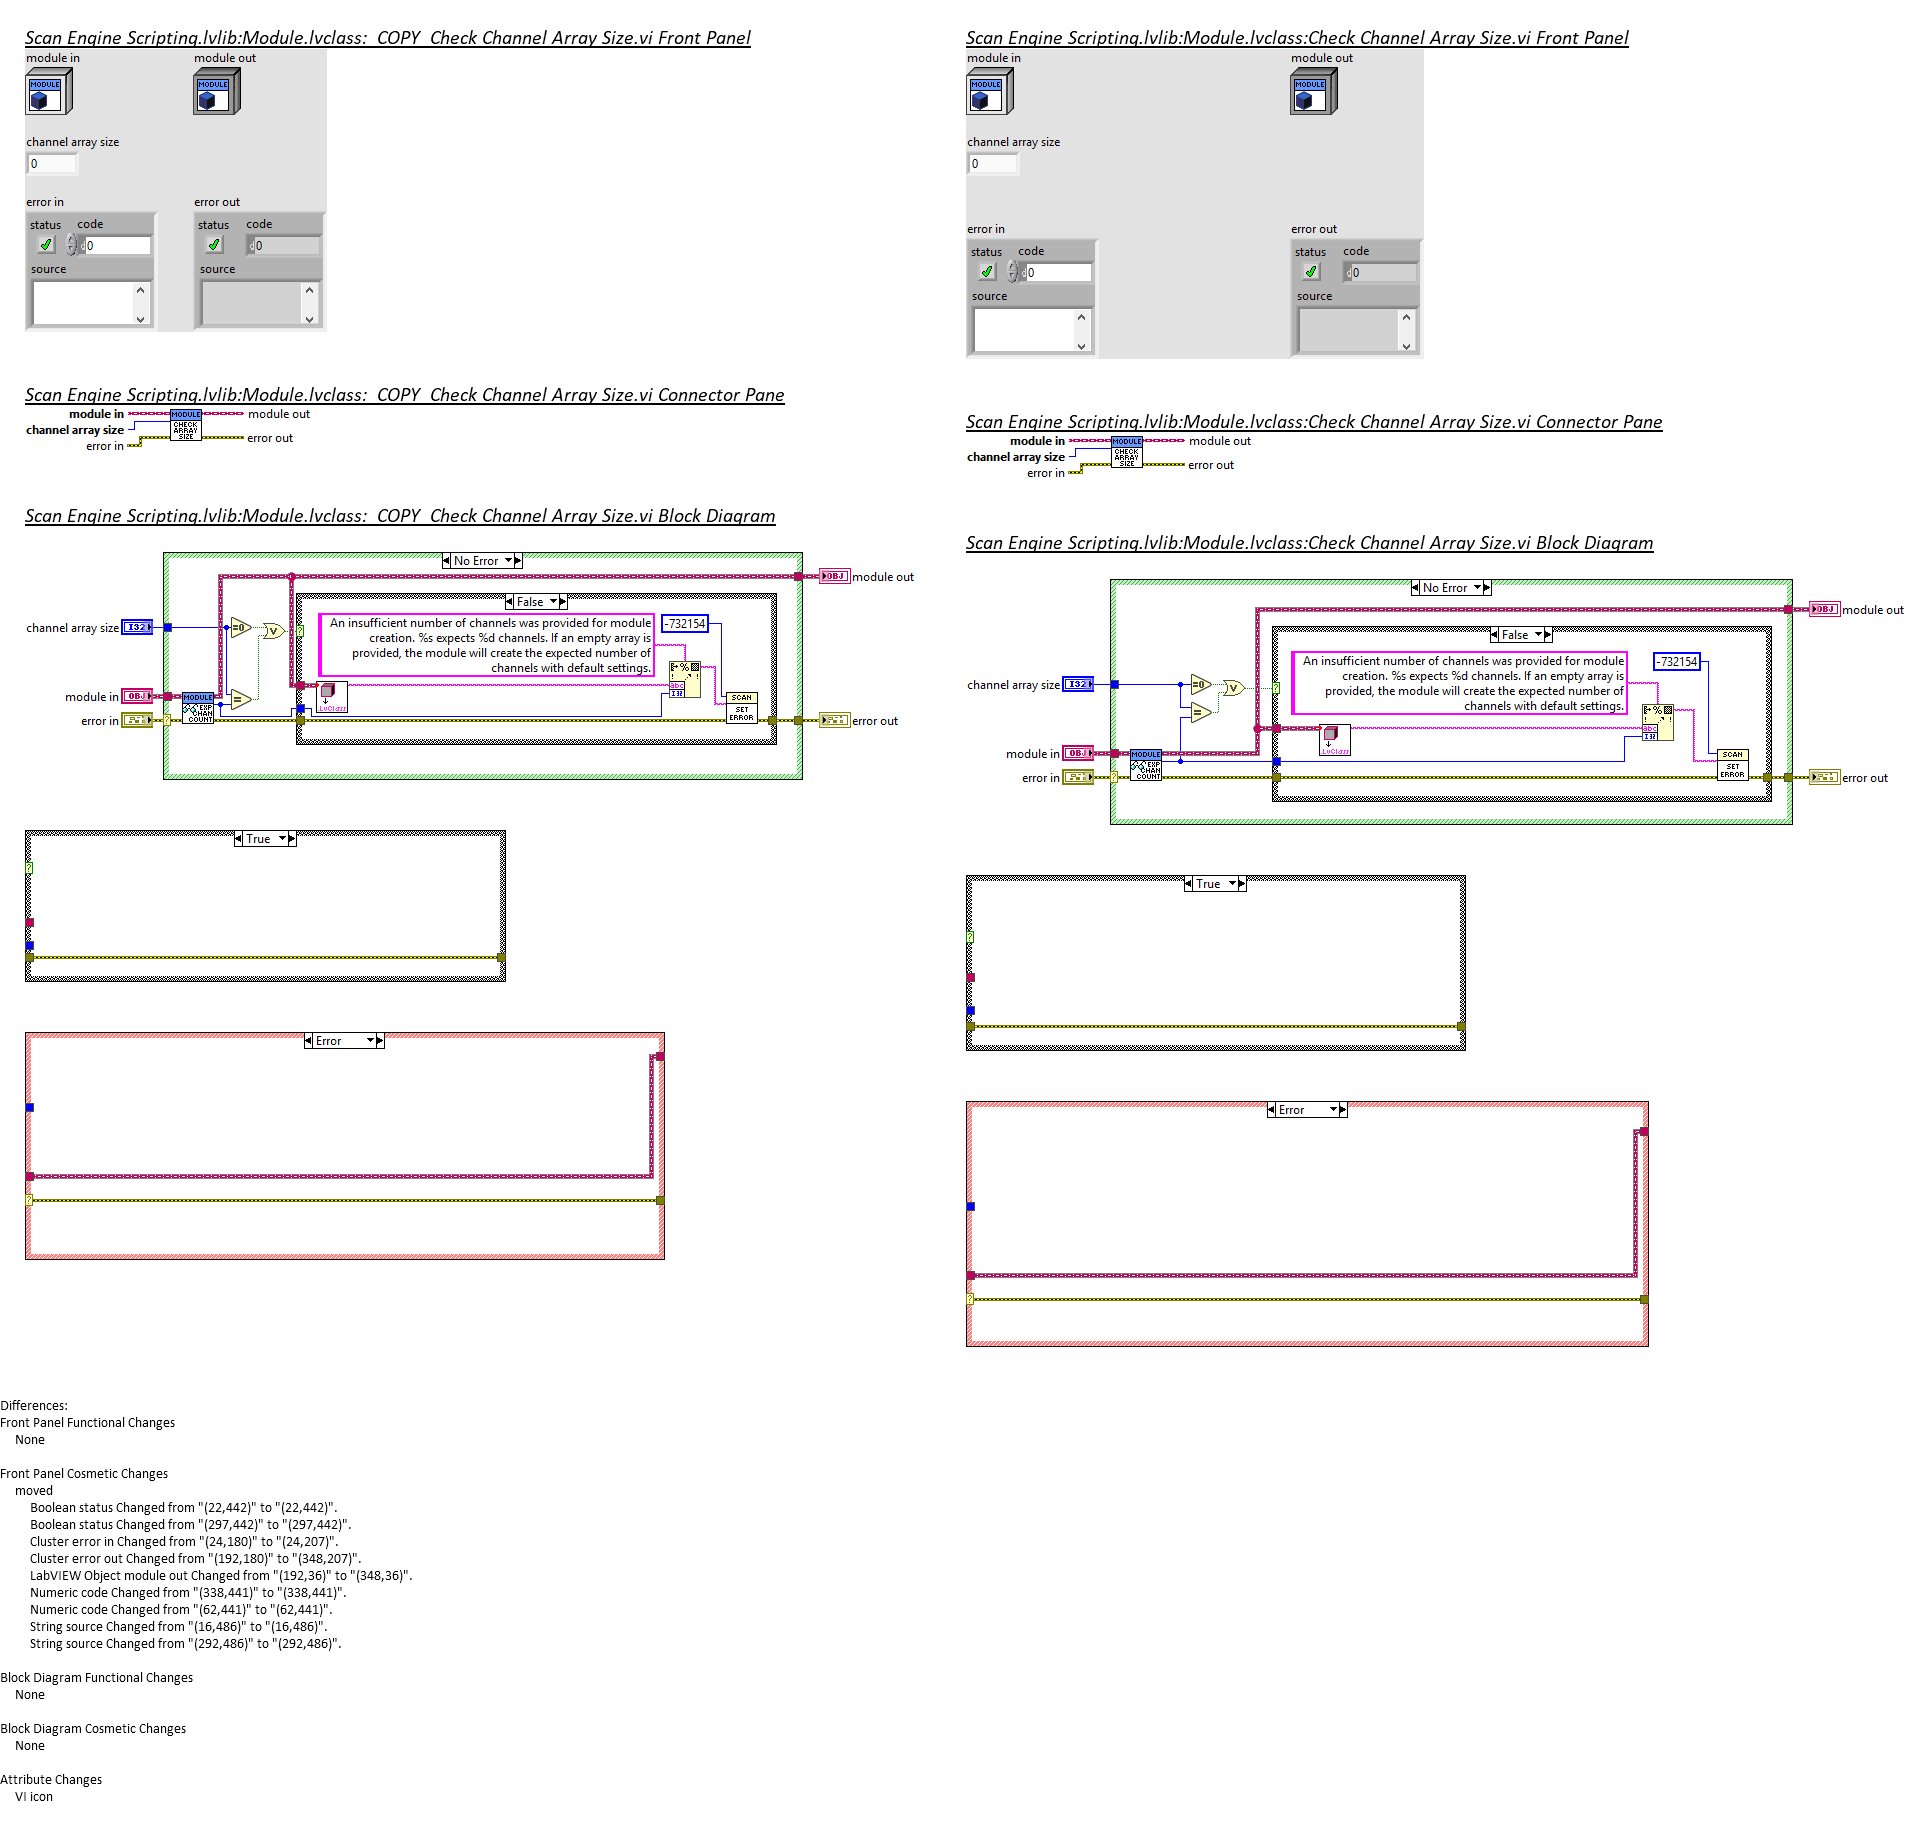 Scan Engine Scripting.lvlib:Module.lvclass:_COPY_Check Channel Array Size.vi Front Panel
module in
module out
MODULE
MODULE
channel array size
0
error in
error out
status
code
status
code
0
0
source
source
Scan Engine Scripting.lvlib:Module.lvclass:_COPY_Check Channel Array Size.vi Connector Pane
module in
MODULE
module out
channel array size
CHECK
ARRAY
SIZE
error in
error out
Scan Engine Scripting.lvlib:Module.lvclass:_COPY_Check Channel Array Size.vi Block Diagram
No Error
OBJ
module out
False
channel array size
I32
=0
V
?
An insufficient number of channels was provided for module
creation. %s expects %d channels. If an empty array is
provided, the module will create the expected number of
channels with default settings.
-732154
%
abc
I32
module in
OBJ
MODULE
EXP
CHAN
COUNT
=
LvClass
SCAN
SET
ERROR
error in
?
error out
True
?
Error
?
Scan Engine Scripting.lvlib:Module.lvclass:Check Channel Array Size.vi Front Panel
module in
module out
MODULE
MODULE
channel array size
0
error in
error out
status
code
status
code
0
0
source
source
Scan Engine Scripting.lvlib:Module.lvclass:Check Channel Array Size.vi Connector Pane
module in
MODULE
module out
channel array size
CHECK
ARRAY
SIZE
error in
error out
Scan Engine Scripting.lvlib:Module.lvclass:Check Channel Array Size.vi Block Diagram
No Error
OBJ
module out
False
channel array size
I32
=0
V
?
An insufficient number of channels was provided for module
creation. %s expects %d channels. If an empty array is
provided, the module will create the expected number of
channels with default settings.
-732154
%
abc
I32
=
LvClass
module in
OBJ
MODULE
EXP
CHAN
COUNT
SCAN
SET
ERROR
error in
?
error out
True
?
Error
?
Differences:
Front Panel Functional Changes
None
Front Panel Cosmetic Changes
moved
Boolean status Changed from "(22,442)" to "(22,442)".
Boolean status Changed from "(297,442)" to "(297,442)".
Cluster error in Changed from "(24,180)" to "(24,207)".
Cluster error out Changed from "(192,180)" to "(348,207)".
LabVIEW Object module out Changed from "(192,36)" to "(348,36)".
Numeric code Changed from "(338,441)" to "(338,441)".
Numeric code Changed from "(62,441)" to "(62,441)".
String source Changed from "(16,486)" to "(16,486)".
String source Changed from "(292,486)" to "(292,486)".
Block Diagram Functional Changes
None
Block Diagram Cosmetic Changes
None
Attribute Changes
VI icon